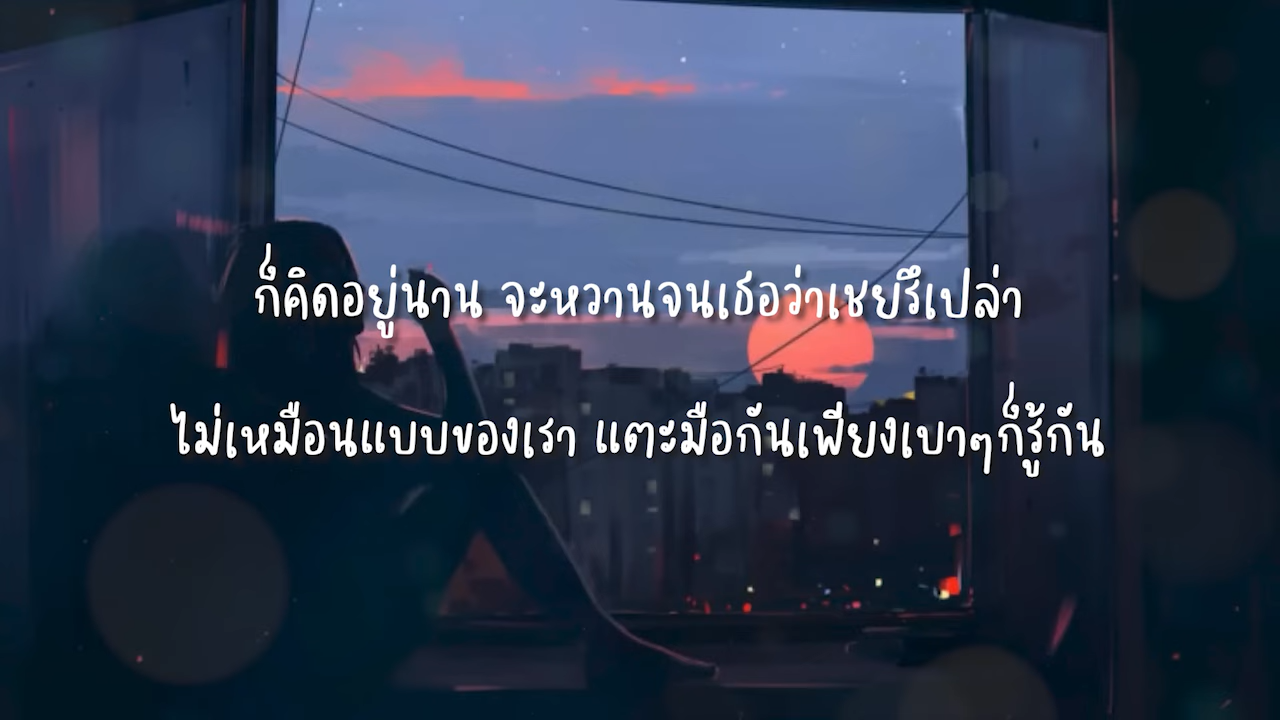 ก็คิดอยู่นาน จะหวานจนเธอว่าเชยรึเปล่า
ไม่เหมือนแบบของเรา แตะมือกันเพียงเบาๆก็รู้กัน